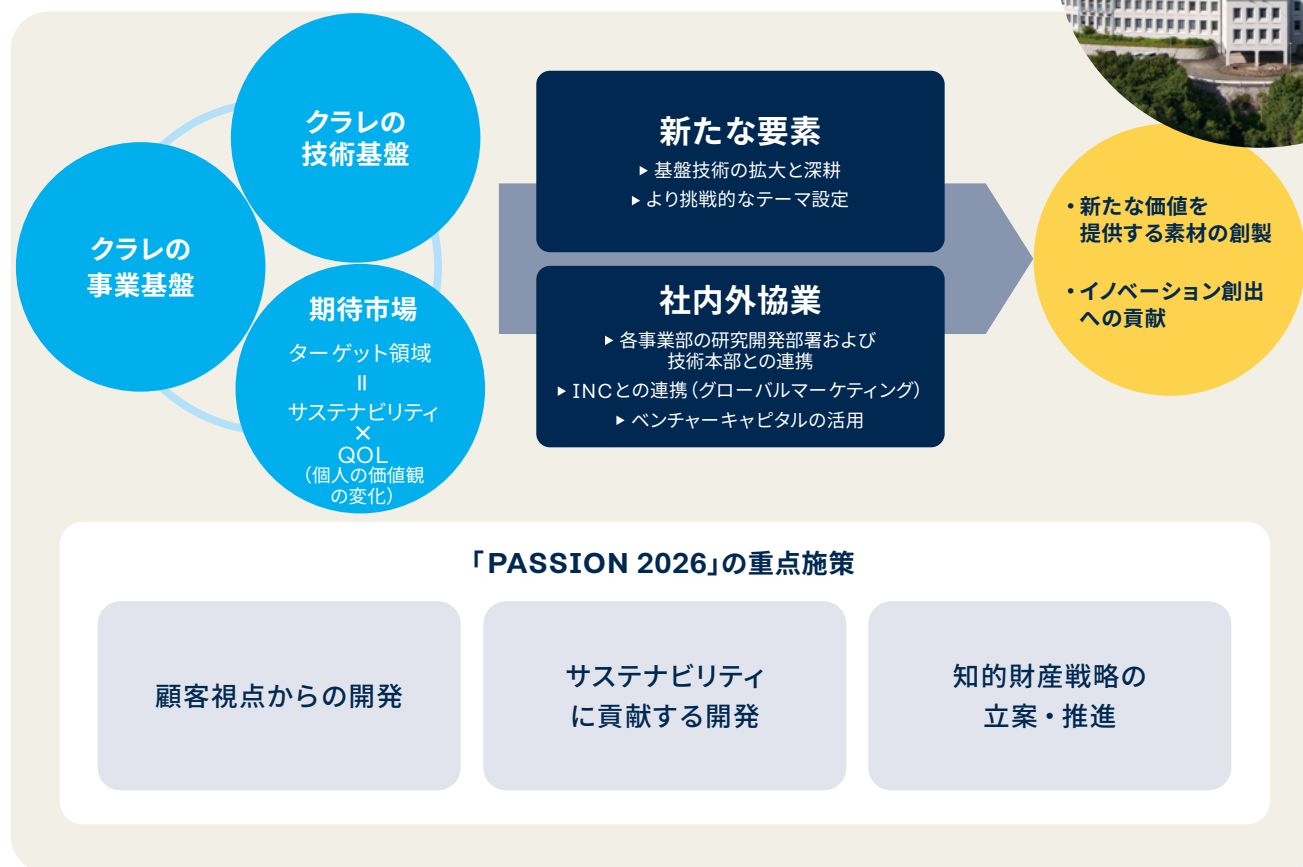 クラレの
技術基盤
クラレの
事業基盤
期待市場
ターゲット領域
＝
サステナビリティ
×
QOL
（個人の価値観
の変化）
新たな要素
▶ 基盤技術の拡大と深耕
▶ より挑戦的なテーマ設定
社内外協業
▶ 各事業部の研究開発部署および
技術本部との連携
▶ INCとの連携（グローバルマーケティング）
▶ ベンチャーキャピタルの活用
・新たな価値を
提供する素材の創製
・イノベーション創出
への貢献
「PASSION 2026」の重点施策
顧客視点からの開発
サステナビリティ
に貢献する開発
知的財産戦略の
立案・推進